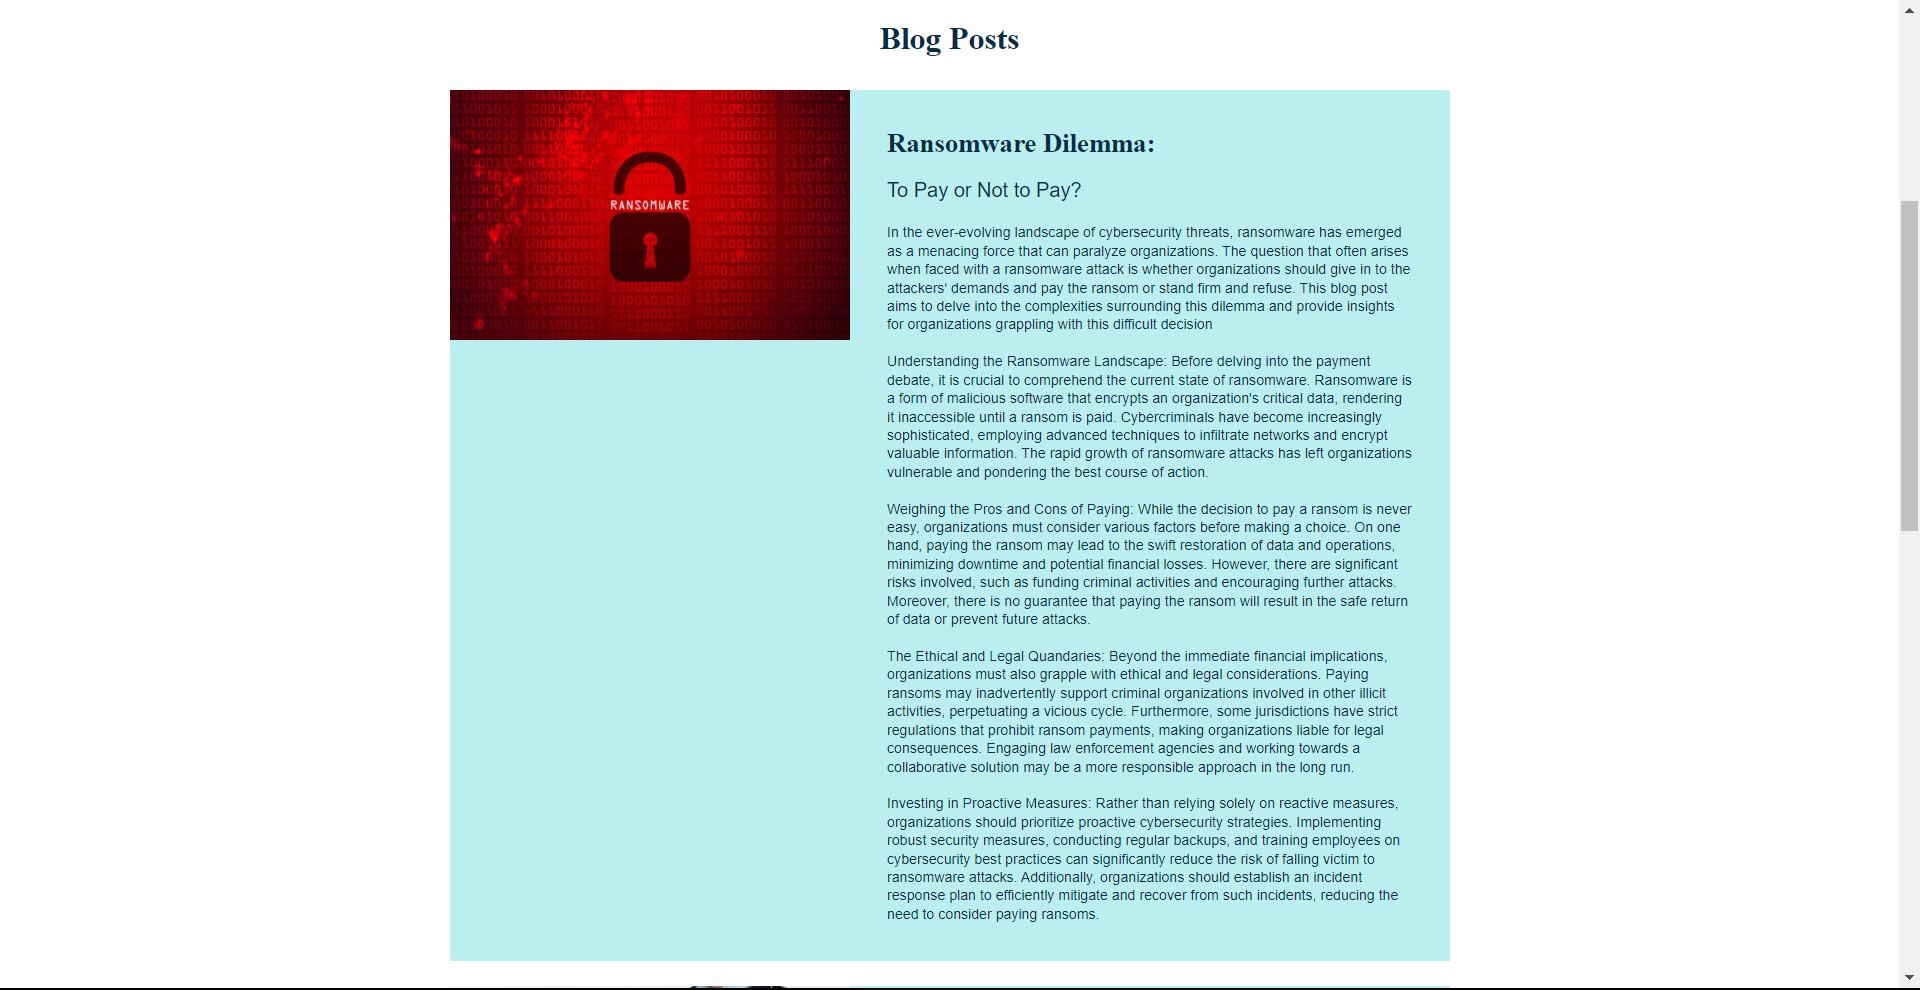 Blog Posts
RANSOMWARE
Ransomware Dilemma:
To Pay or Not to Pay?
In the ever-evolving landscape of cybersecurity threats, ransomware has emerged
as a menacing force that can paralyze organizations. The question that often arises
when faced with a ransomware attack is whether organizations should give in to the
attackers' demands and pay the ransom or stand firm and refuse. This blog post
aims to delve into the complexities surrounding this dilemma and provide insights
for organizations grappling with this difficult decision
Understanding the Ransomware Landscape: Before delving into the payment
debate, it is crucial to comprehend the current state of ransomware. Ransomware is
a form of malicious software that encrypts an organization's critical data, rendering
it inaccessible until a ransom is paid. Cybercriminals have become increasingly
sophisticated, employing advanced techniques to infiltrate networks and encrypt
valuable information. The rapid growth of ransomware attacks has left organizations
vulnerable and pondering the best course of action.
Weighing the Pros and Cons of Paying: While the decision to pay a ransom is never
easy, organizations must consider various factors before making a choice. On one
hand, paying the ransom may lead to the swift restoration of data and operations,
minimizing downtime and potential financial losses. However, there are significant
risks involved, such as funding criminal activities and encouraging further attacks.
Moreover, there is no guarantee that paying the ransom will result in the safe return
of data or prevent future attacks.
The Ethical and Legal Quandaries: Beyond the immediate financial implications,
organizations must also grapple with ethical and legal considerations. Paying
ransoms may inadvertently support criminal organizations involved in other illicit
activities, perpetuating a vicious cycle. Furthermore, some jurisdictions have strict
regulations that prohibit ransom payments, making organizations liable for legal
consequences. Engaging law enforcement agencies and working towards a
collaborative solution may be a more responsible approach in the long run.
Investing in Proactive Measures: Rather than relying solely on reactive measures,
organizations should prioritize proactive cybersecurity strategies. Implementing
robust security measures, conducting regular backups, and training employees on
cybersecurity best practices can significantly reduce the risk of falling victim to
ransomware attacks. Additionally, organizations should establish an incident
response plan to efficiently mitigate and recover from such incidents, reducing the
need to consider paying ransoms.